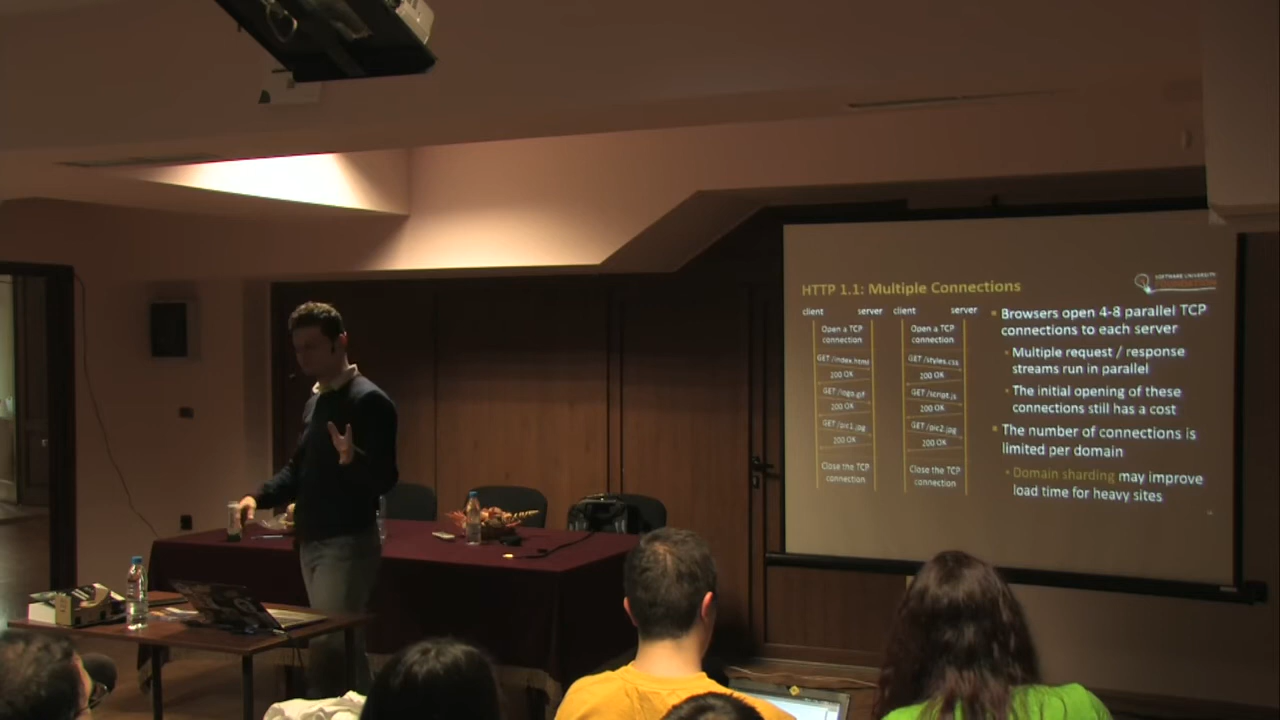 HTTP 1.1: Multiple Connections
SOFTWARE UNIVERSITY
FOUNDATION
client server client server
Open a TCP
connection
GET /index.html
200 OK
GET /logo.gif
200 OK
GET /pic1.jpg
200 OK
Close the TCP
connection
Open a TCP
connection
GET /styles.css
200 OK
GET /script.js
200 OK
GET /pic2.jpg
200 OK
Close the TCP
connection
Browsers open 4-8 parallel TCP
connections to each server
Multiple request / response
streams run in parallel
The initial opening of these
connections still has a cost
The number of connections is
limited per domain
Domain sharding may improve
load time for heavy sites